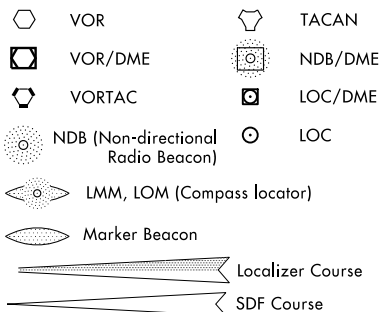 VOR
TACAN
VOR/DME
NDB/DME
VORTAC
LOC/DME
NDB (Non-directional
Radio Beacon)
LOC
LMM, LOM (Compass locator)
Marker Beacon
Localizer Course
SDF Course